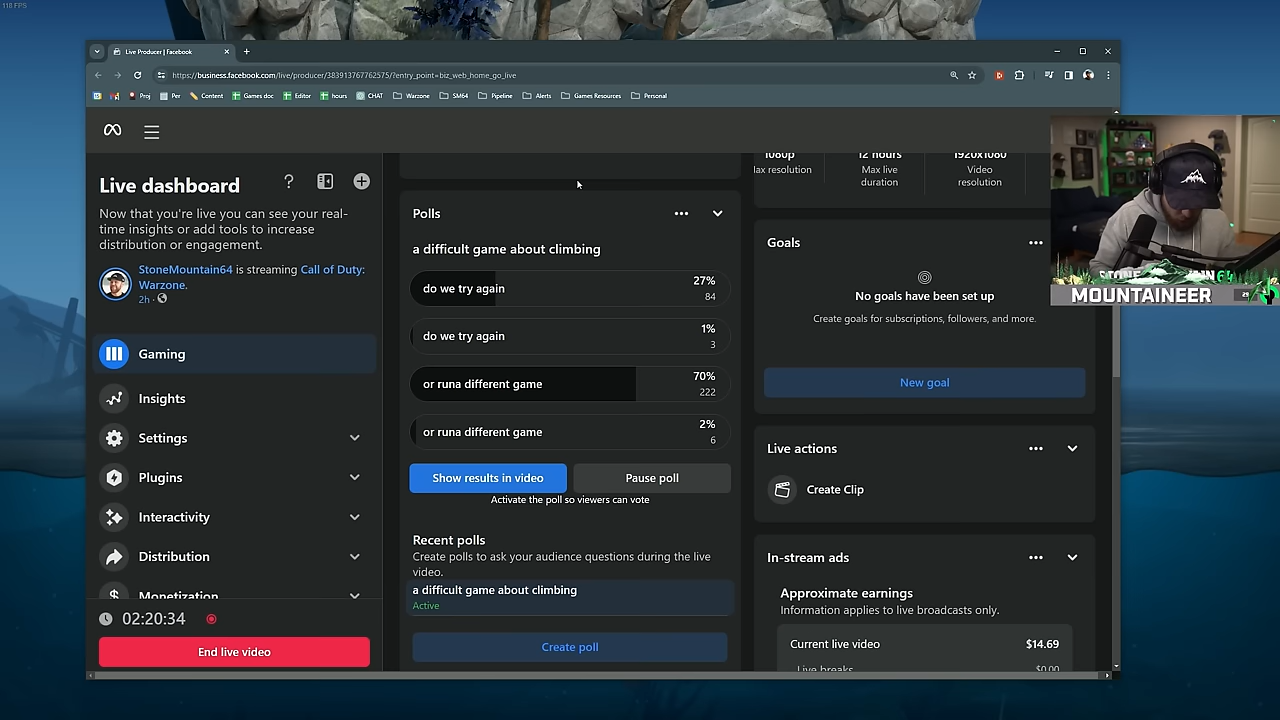 118 FPS
Live Producer | Facebook
https://business.facebook.com/live/producer/383913767762575/?entry_point=biz_web_home_go_live
Proj
Per
Content
Games doc
Editor
hours
CHAT
Warzone
SM64
Pipeline
Alerts
Games Resources
Personal
Live dashboard
Now that you're live you can see your real-
time insights or add tools to increase
distribution or engagement.
StoneMountain64 is streaming Call of Duty:
Warzone.
2h ·
Gaming
Insights
Settings
Plugins
Interactivity
Distribution
Monetization
02:20:34
End live video
Polls
a difficult game about climbing
do we try again
27%
84
do we try again
1%
3
or runa different game
70%
222
or runa different game
2%
6
Show results in video
Pause poll
Activate the poll so viewers can vote
Recent polls
Create polls to ask your audience questions during the live
video.
a difficult game about climbing
Active
Create poll
1080p
12 hours
1920x1080
ax resolution
Max live
duration
Video
resolution
Goals
No goals have been set up
Create goals for subscriptions, followers, and more.
New goal
Live actions
Create Clip
In-stream ads
Approximate earnings
Information applies to live broadcasts only.
Current live video
$14.69
Live breaks
$0.00
MOUNTAINEER